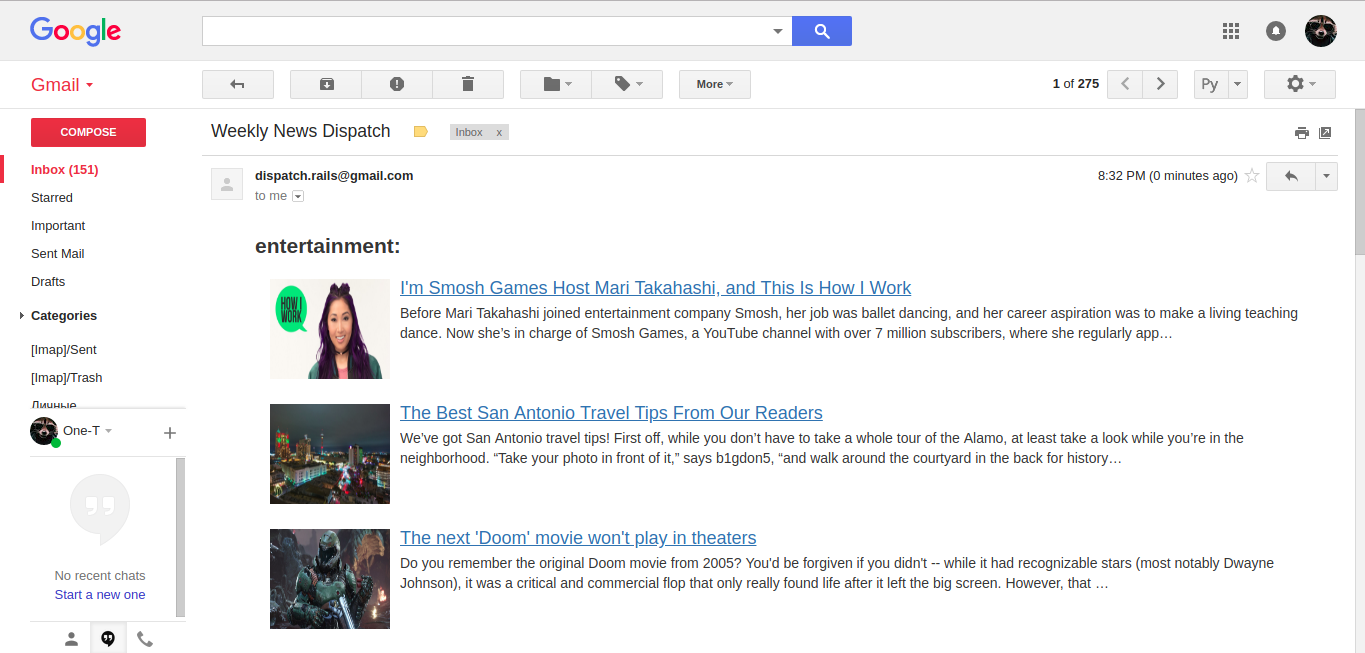 Google
Gmail
More
1 of 275
Py
COMPOSE
Weekly News Dispatch
Inbox x
Inbox (151)
Starred
Important
Sent Mail
Drafts
Categories
[Imap]/Sent
[Imap]/Trash
Личные
One-T
No recent chats
Start a new one
dispatch.rails@gmail.com
8:32 PM (0 minutes ago)
to me
entertainment:
HOW I
WORK
I'm Smosh Games Host Mari Takahashi, and This Is How I Work
Before Mari Takahashi joined entertainment company Smosh, her job was ballet dancing, and her career aspiration was to make a living teaching
dance. Now she’s in charge of Smosh Games, a YouTube channel with over 7 million subscribers, where she regularly app…
The Best San Antonio Travel Tips From Our Readers
We’ve got San Antonio travel tips! First off, while you don’t have to take a whole tour of the Alamo, at least take a look while you’re in the
neighborhood. “Take your photo in front of it,” says b1gdon5, “and walk around the courtyard in the back for history…
The next 'Doom' movie won't play in theaters
Do you remember the original Doom movie from 2005? You'd be forgiven if you didn't -- while it had recognizable stars (most notably Dwayne
Johnson), it was a critical and commercial flop that only really found life after it left the big screen. However, that …